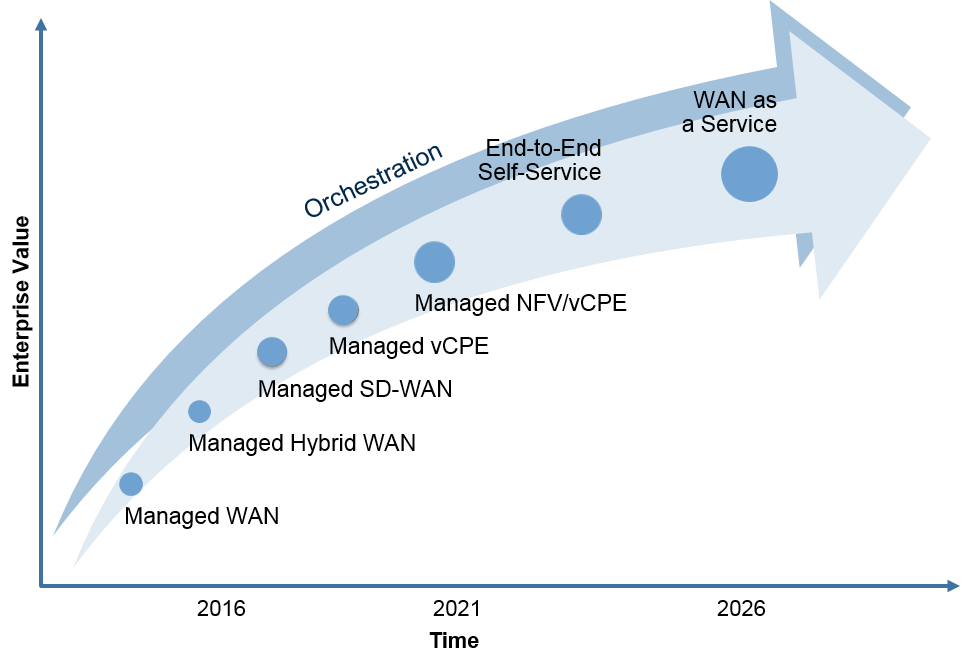 WAN as
a Service
End-to-End
Self-Service
Orchestration
Managed NFV/vCPE
Managed vCPE
Managed SD-WAN
Managed Hybrid WAN
Managed WAN
Enterprise Value
2016
2021
2026
Time